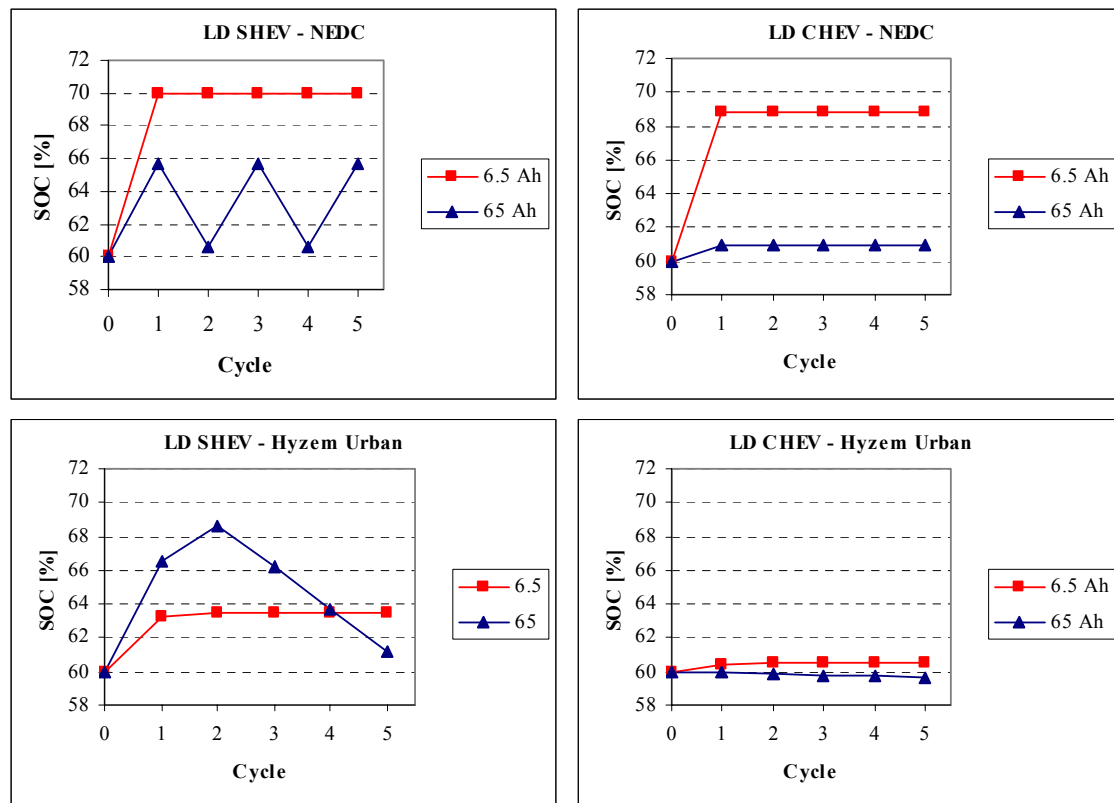 LD SHEV - NEDC
72
70
68
66
64
62
60
58
SOC [%]
0 1 2 3 4 5
Cycle
6.5 Ah
65 Ah
LD CHEV - NEDC
72
70
68
66
64
62
60
58
SOC [%]
0 1 2 3 4 5
Cycle
6.5 Ah
65 Ah
LD SHEV - Hyzem Urban
72
70
68
66
64
62
60
58
SOC [%]
0 1 2 3 4 5
Cycle
6.5
65
LD CHEV - Hyzem Urban
72
70
68
66
64
62
60
58
SOC [%]
0 1 2 3 4 5
Cycle
6.5 Ah
65 Ah